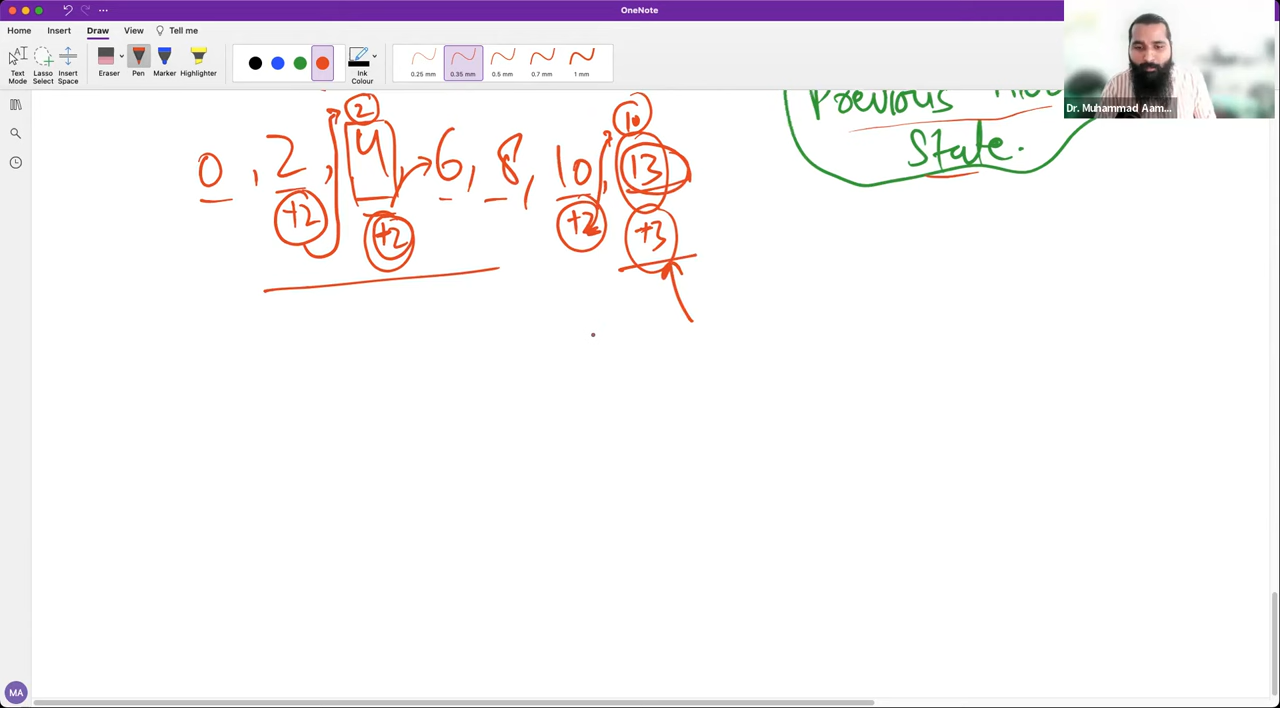 OneNote
Home Insert Draw View Tell me
Text Mode
Lasso Select
Insert Space
Eraser
Pen
Marker
Highlighter
Ink Colour
0.25 mm
0.35 mm
0.5 mm
0.7 mm
1 mm
Dr. Muhammad Aam...
Previous
State.
2 10
0, 2, 4, 6, 8, 10, 13
+2 +2 +2 +3
MA